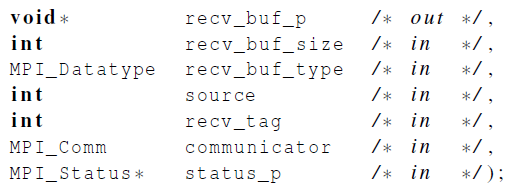 void* recv_buf_p /* out */,
int recv_buf_size /* in */,
MPI_Datatype recv_buf_type /* in */,
int source /* in */,
int recv_tag /* in */,
MPI_Comm communicator /* in */,
MPI_Status* status_p /* in */);